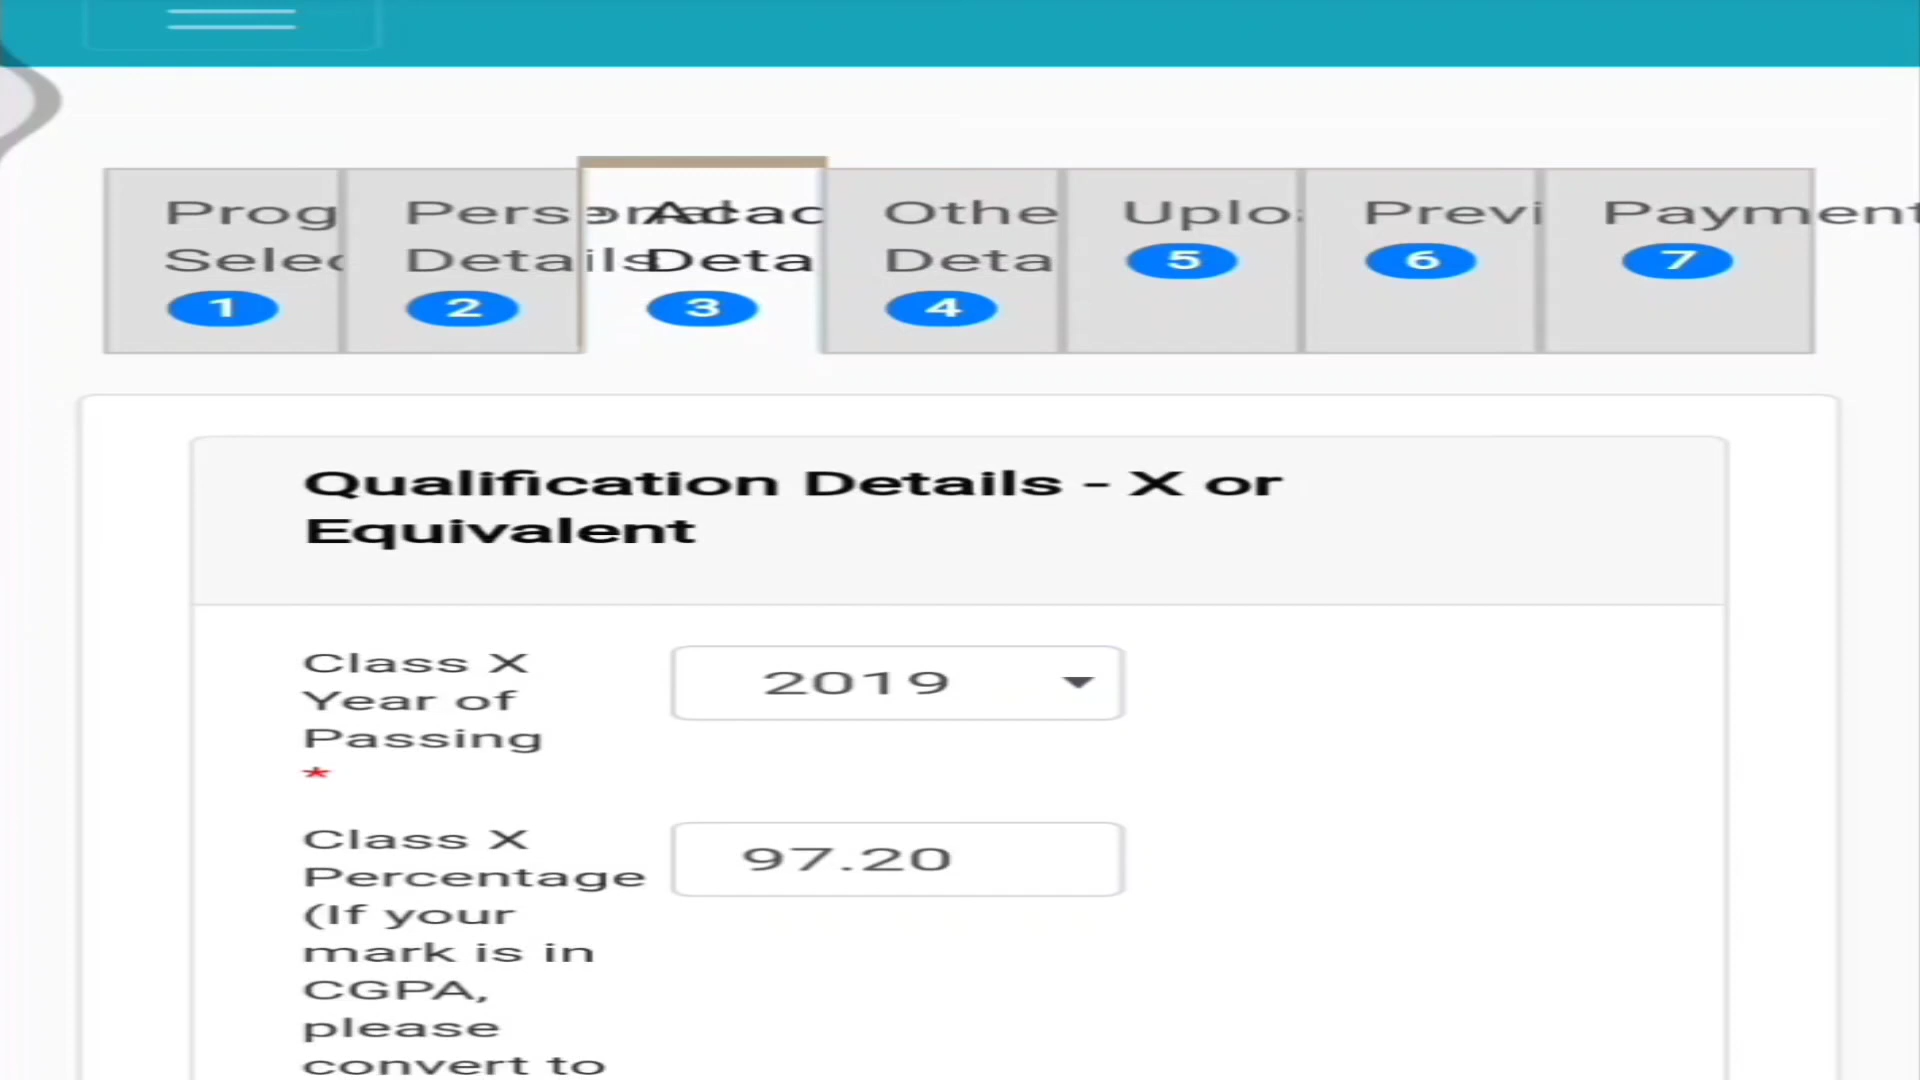 Prog
Selec
1
Personal
Details
2
Acac
Deta
3
Othe
Deta
4
Uplo
5
Previ
6
Payment
7
Qualification Details - X or
Equivalent
Class X
Year of
Passing
*
2019
Class X
Percentage
(If your
mark is in
CGPA,
please
convert to
97.20